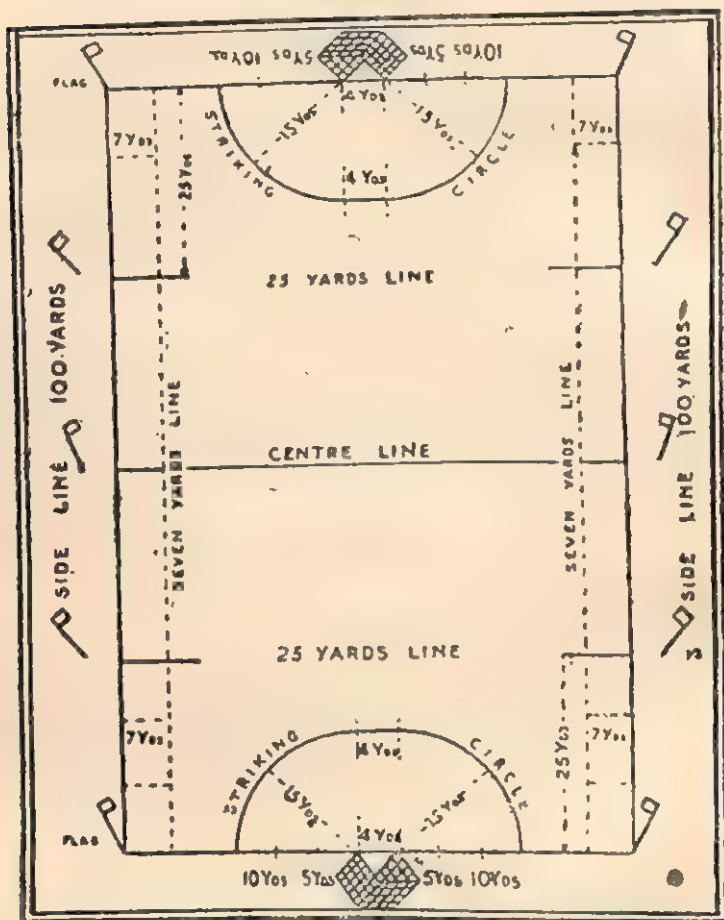 5YDS 10YDS
10YDS 5YDS
FLAG
4 YDS
7 YDS
7 YDS
25 YDS
15 YDS
15 YDS
STRIKING
CIRCLE
4 YDS
25 YARDS LINE
SIDE LINE 100 YARDS
SEVEN YARDS LINE
CENTRE LINE
SEVEN YARDS LINE
SIDE LINE 100 YARDS
25 YARDS LINE
7 YDS
7 YDS
25 YDS
STRIKING
CIRCLE
4 YDS
15 YDS
15 YDS
FLAG
4 YDS
10YDS 5YDS
5YDS 10YDS